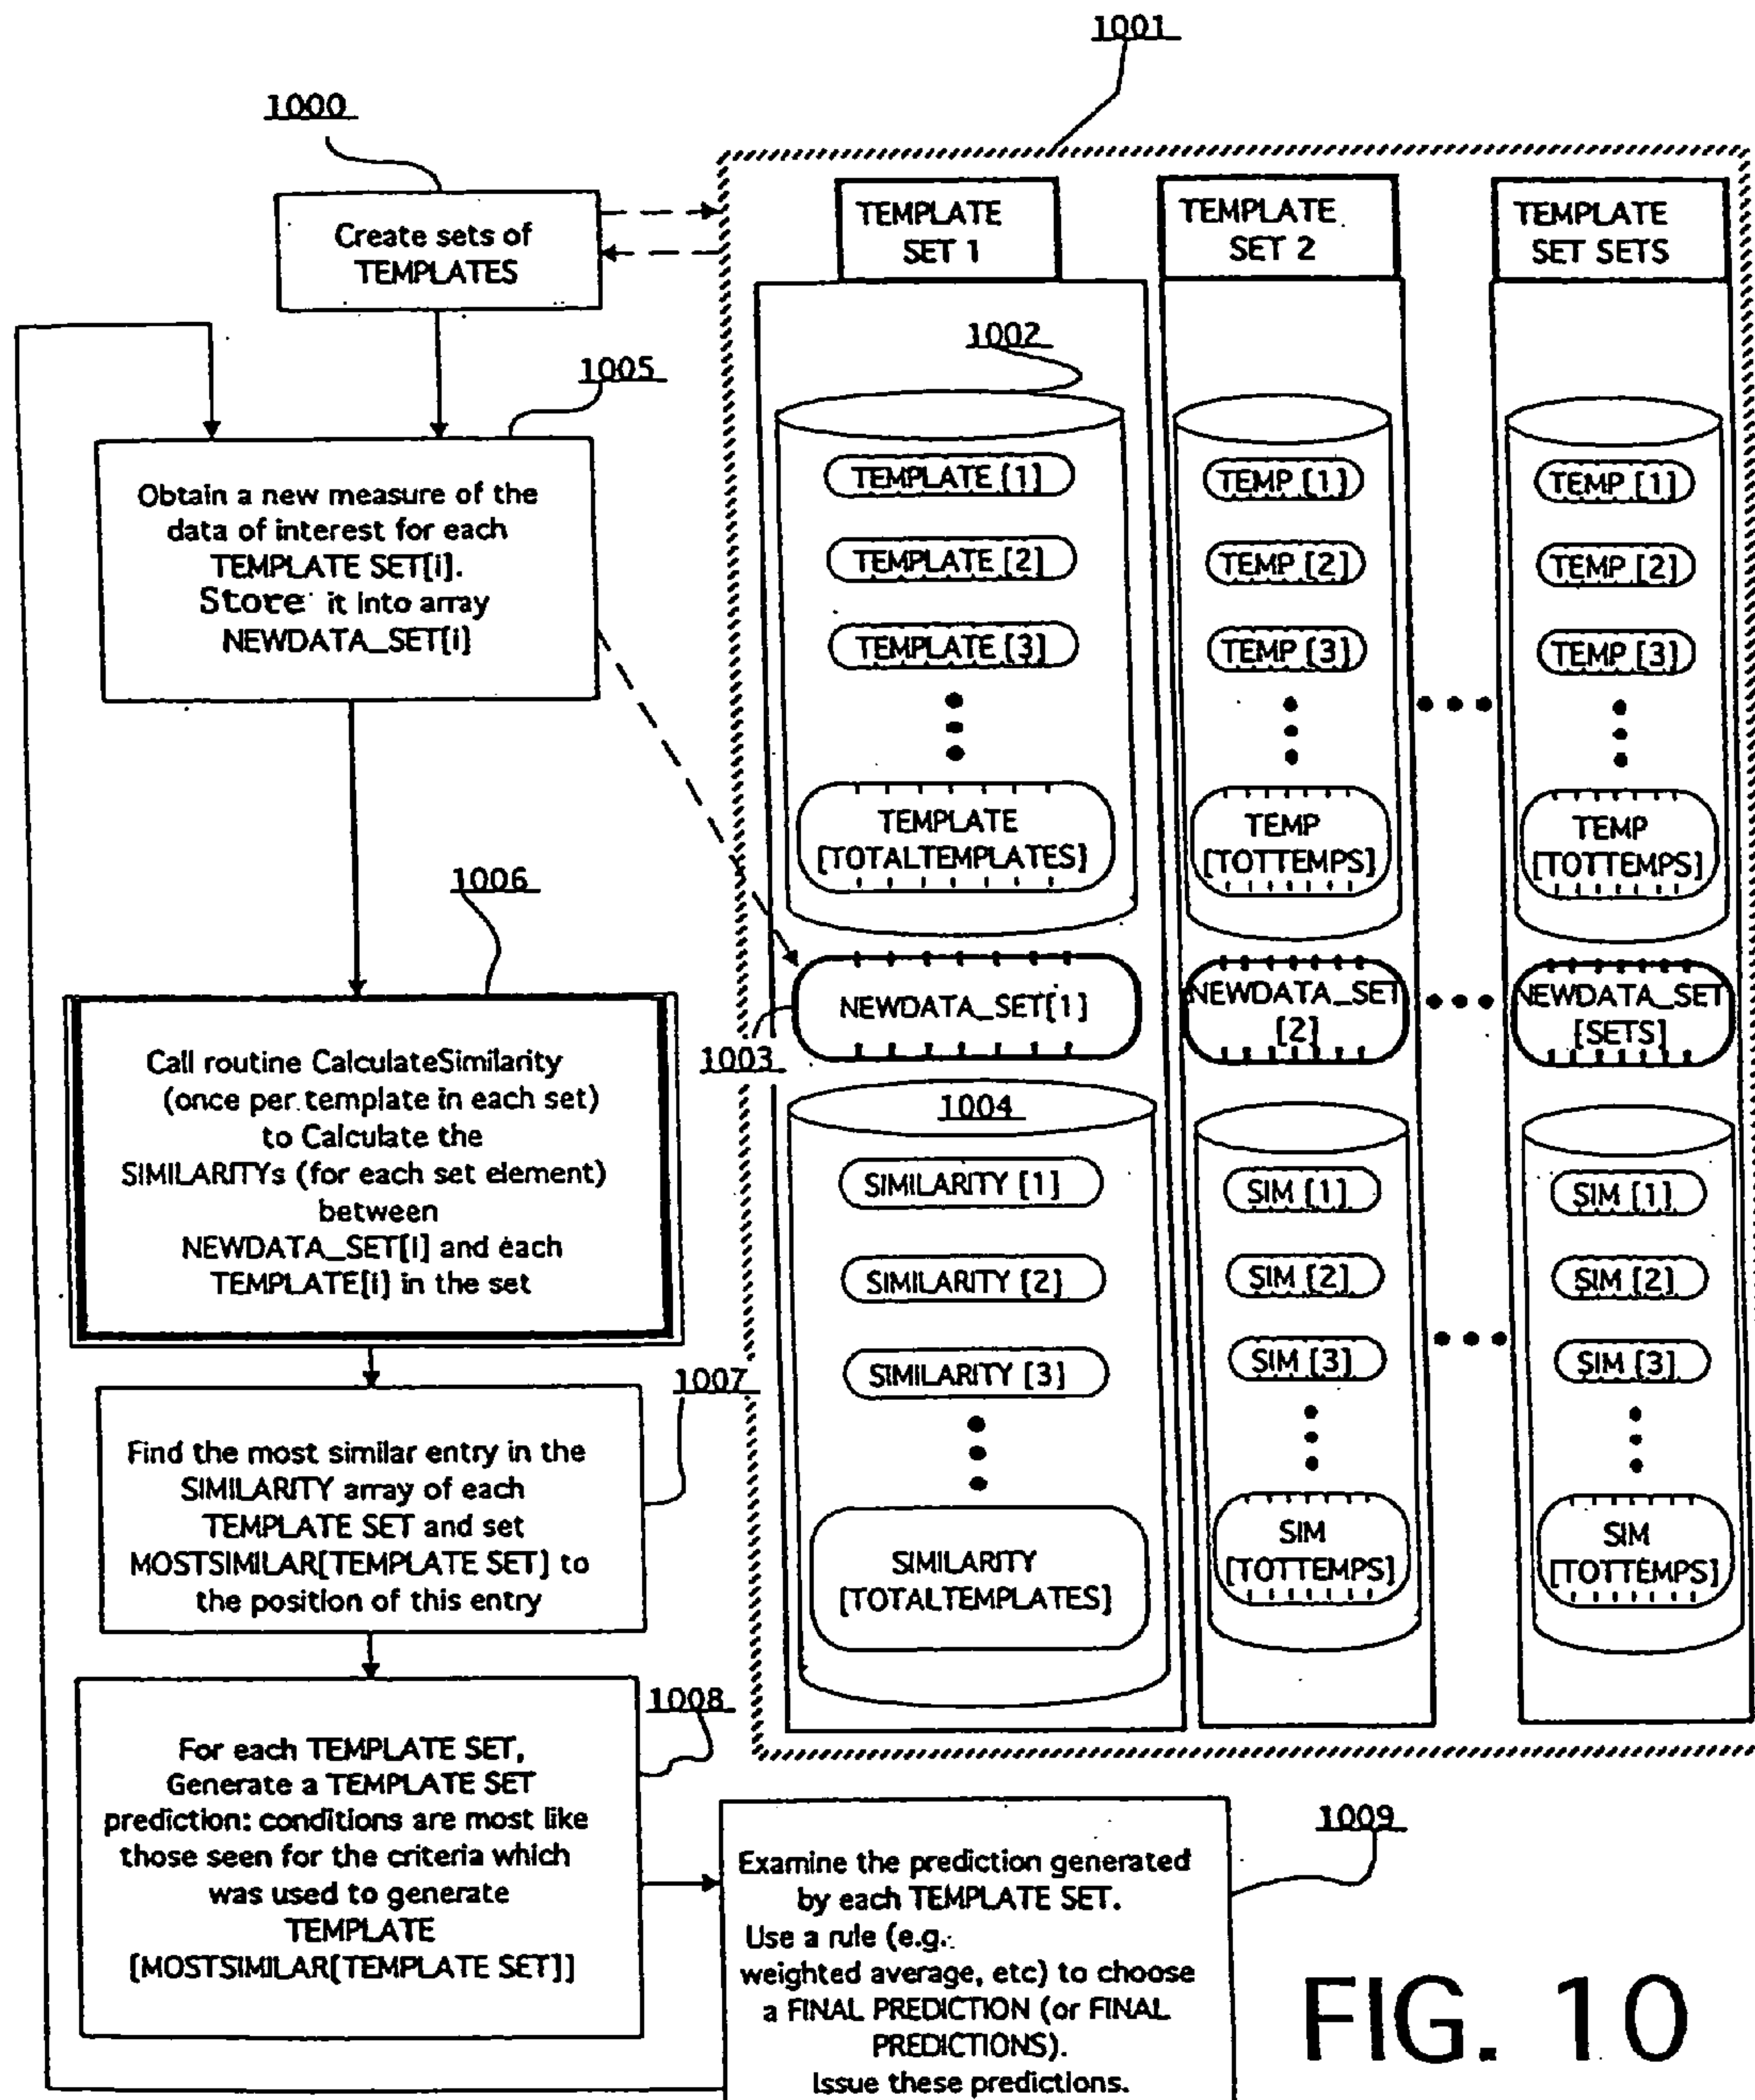 1001
1000
Create sets of
TEMPLATES
TEMPLATE
SET 1
TEMPLATE
SET 2
TEMPLATE
SET SETS
1005
Obtain a new measure of the
data of interest for each
TEMPLATE SET[i].
Store it into array
NEWDATA_SET[i]
1002
TEMPLATE [1]
TEMPLATE [2]
TEMPLATE [3]
TEMPLATE
[TOTALTEMPLATES]
TEMP [1]
TEMP [2]
TEMP [3]
TEMP
[TOTTEMPS]
TEMP [1]
TEMP [2]
TEMP [3]
TEMP
[TOTTEMPS]
1003
NEWDATA_SET[1]
NEWDATA_SET
[2]
NEWDATA_SET
[SETS]
1006
Call routine CalculateSimilarity
(once per template in each set)
to Calculate the
SIMILARITYs (for each set element)
between
NEWDATA_SET[i] and each
TEMPLATE[i] in the set
1004
SIMILARITY [1]
SIMILARITY [2]
SIMILARITY [3]
SIMILARITY
[TOTALTEMPLATES]
SIM [1]
SIM [2]
SIM [3]
SIM
[TOTTEMPS]
SIM [1]
SIM [2]
SIM [3]
SIM
[TOTTEMPS]
1007
Find the most similar entry in the
SIMILARITY array of each
TEMPLATE SET and set
MOSTSIMILAR[TEMPLATE SET] to
the position of this entry
1008
For each TEMPLATE SET,
Generate a TEMPLATE SET
prediction: conditions are most like
those seen for the criteria which
was used to generate
TEMPLATE
[MOSTSIMILAR[TEMPLATE SET]]
1009
Examine the prediction generated
by each TEMPLATE SET.
Use a rule (e.g.
weighted average, etc) to choose
a FINAL PREDICTION (or FINAL
PREDICTIONS).
Issue these predictions.
FIG. 10